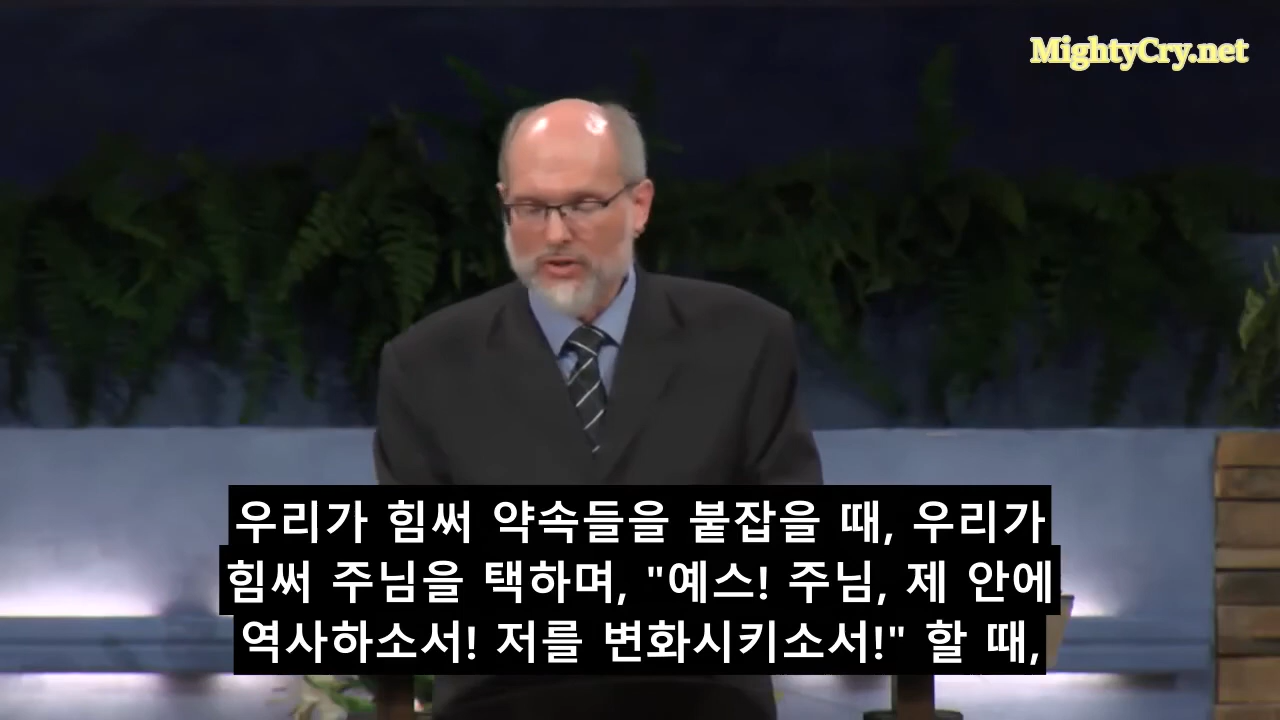 MightyCry.net
우리가 힘써 약속들을 붙잡을 때, 우리가
힘써 주님을 택하며, "예스! 주님, 제 안에
역사하소서! 저를 변화시키소서!" 할 때,